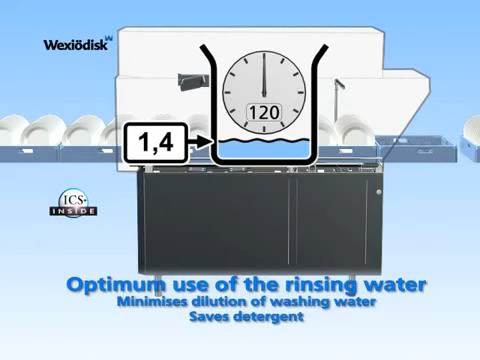 Wexiödisk
120
1,4
ICS+
INSIDE
Optimum use of the rinsing water
Minimises dilution of washing water
Saves detergent